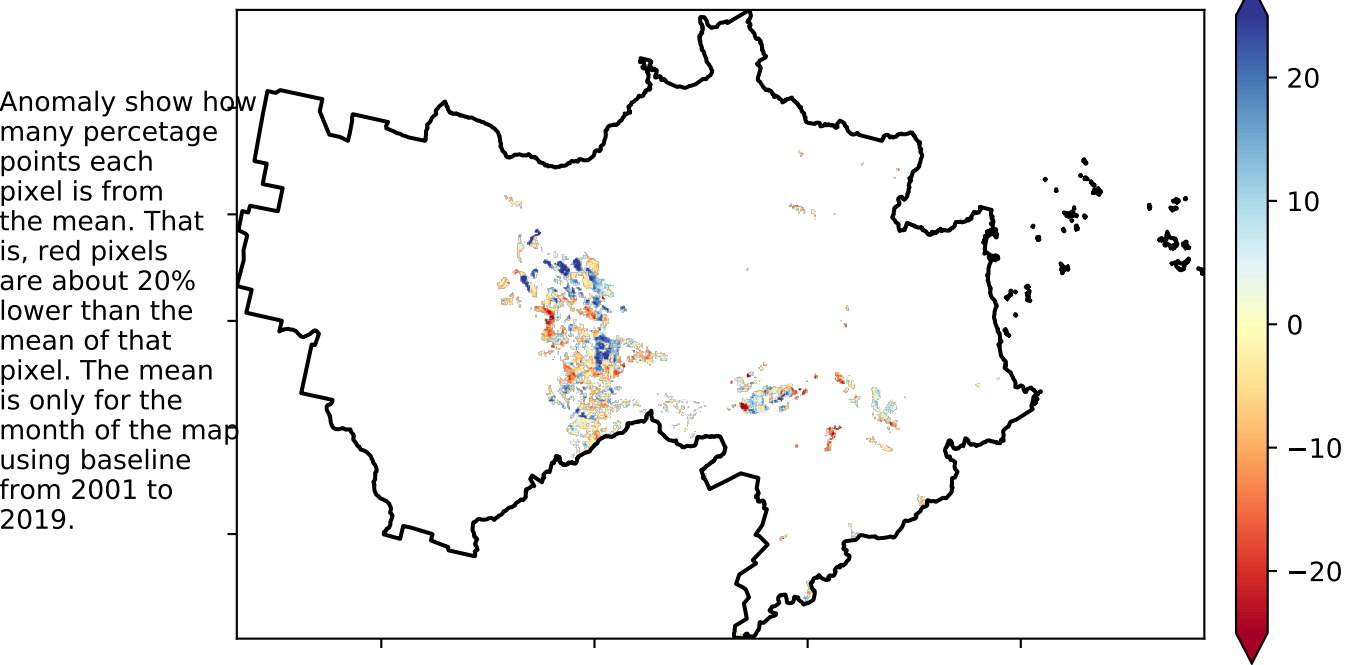 Anomaly show how
many percetage
points each
pixel is from
the mean. That
is, red pixels
are about 20%
lower than the
mean of that
pixel. The mean
is only for the
month of the map
using baseline
from 2001 to
2019.
20
10
0
−10
−20